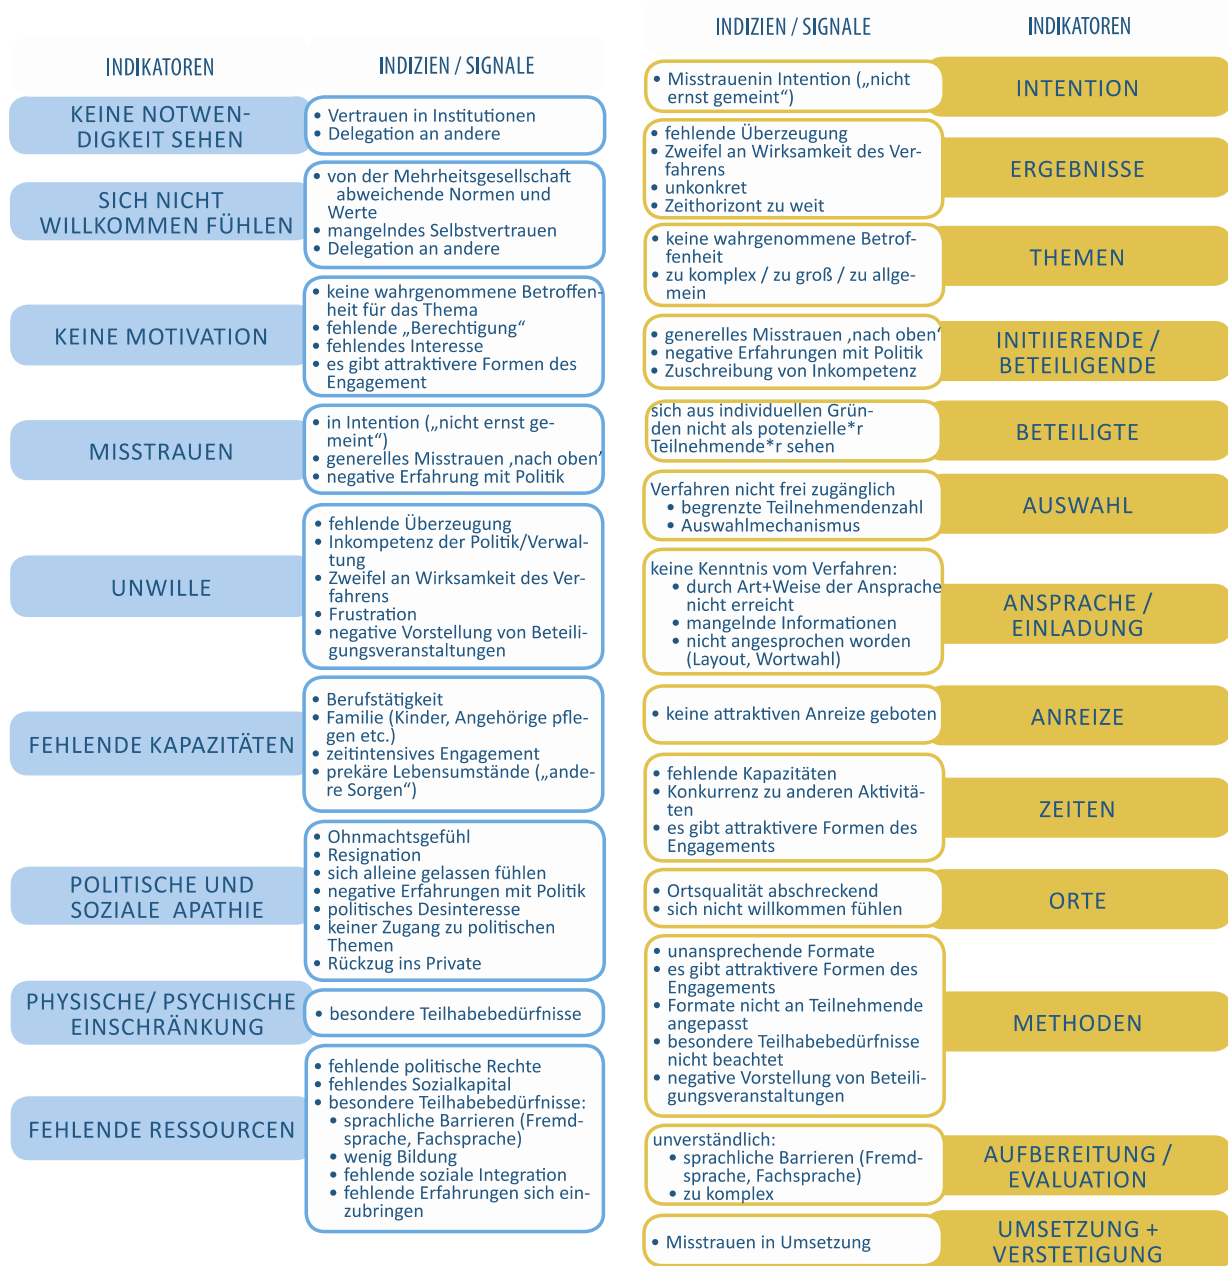 INDIKATOREN
INDIZIEN / SIGNALE
KEINE NOTWEN-
DIGKEIT SEHEN
• Vertrauen in Institutionen
• Delegation an andere
SICH NICHT
WILLKOMMEN FÜHLEN
• von der Mehrheitsgesellschaft
abweichende Normen und
Werte
• mangelndes Selbstvertrauen
• Delegation an andere
KEINE MOTIVATION
• keine wahrgenommene Betroffen-
heit für das Thema
• fehlende „Berechtigung“
• fehlendes Interesse
• es gibt attraktivere Formen des
Engagement
MISSTRAUEN
• in Intention („nicht ernst ge-
meint“)
• generelles Misstrauen ‚nach oben’
• negative Erfahrung mit Politik
UNWILLE
• fehlende Überzeugung
• Inkompetenz der Politik/Verwal-
tung
• Zweifel an Wirksamkeit des Ver-
fahrens
• Frustration
• negative Vorstellung von Beteili-
gungsveranstaltungen
FEHLENDE KAPAZITÄTEN
• Berufstätigkeit
• Familie (Kinder, Angehörige pfle-
gen etc.)
• zeitintensives Engagement
• prekäre Lebensumstände („ande-
re Sorgen“)
POLITISCHE UND
SOZIALE APATHIE
• Ohnmachtsgefühl
• Resignation
• sich alleine gelassen fühlen
• negative Erfahrungen mit Politik
• politisches Desinteresse
• keiner Zugang zu politischen
Themen
• Rückzug ins Private
PHYSISCHE/ PSYCHISCHE
EINSCHRÄNKUNG
• besondere Teilhabebedürfnisse
FEHLENDE RESSOURCEN
• fehlende politische Rechte
• fehlendes Sozialkapital
• besondere Teilhabebedürfnisse:
• sprachliche Barrieren (Fremd-
sprache, Fachsprache)
• wenig Bildung
• fehlende soziale Integration
• fehlende Erfahrungen sich ein-
zubringen
INDIZIEN / SIGNALE
INDIKATOREN
• Misstrauenin Intention („nicht
ernst gemeint“)
INTENTION
• fehlende Überzeugung
• Zweifel an Wirksamkeit des Ver-
fahrens
• unkonkret
• Zeithorizont zu weit
ERGEBNISSE
• keine wahrgenommene Betrof-
fenheit
• zu komplex / zu groß / zu allge-
mein
THEMEN
• generelles Misstrauen ‚nach oben‘
• negative Erfahrungen mit Politik
• Zuschreibung von Inkompetenz
INITIIERENDE /
BETEILIGENDE
sich aus individuellen Grün-
den nicht als potenzielle*r
Teilnehmende*r sehen
BETEILIGTE
Verfahren nicht frei zugänglich
• begrenzte Teilnehmendenzahl
• Auswahlmechanismus
AUSWAHL
keine Kenntnis vom Verfahren:
• durch Art+Weise der Ansprache
nicht erreicht
• mangelnde Informationen
• nicht angesprochen worden
(Layout, Wortwahl)
ANSPRACHE /
EINLADUNG
• keine attraktiven Anreize geboten
ANREIZE
• fehlende Kapazitäten
• Konkurrenz zu anderen Aktivitä-
ten
• es gibt attraktivere Formen des
Engagements
ZEITEN
• Ortsqualität abschreckend
• sich nicht willkommen fühlen
ORTE
• unansprechende Formate
• es gibt attraktivere Formen des
Engagements
• Formate nicht an Teilnehmende
angepasst
• besondere Teilhabebedürfnisse
nicht beachtet
• negative Vorstellung von Beteili-
gungsveranstaltungen
METHODEN
unverständlich:
• sprachliche Barrieren (Fremd-
sprache, Fachsprache)
• zu komplex
AUFBEREITUNG /
EVALUATION
• Misstrauen in Umsetzung
UMSETZUNG +
VERSTETIGUNG